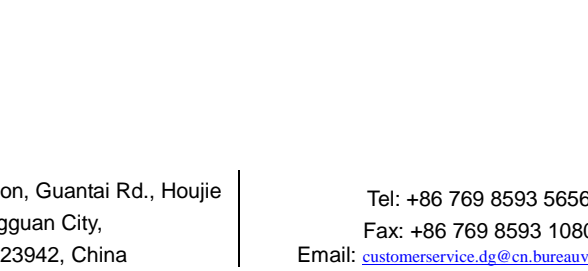 on, Guantai Rd., Houjie
gguan City,
23942, China
Tel: +86 769 8593 5656
Fax: +86 769 8593 1080
Email: customerservice.dg@cn.bureauv